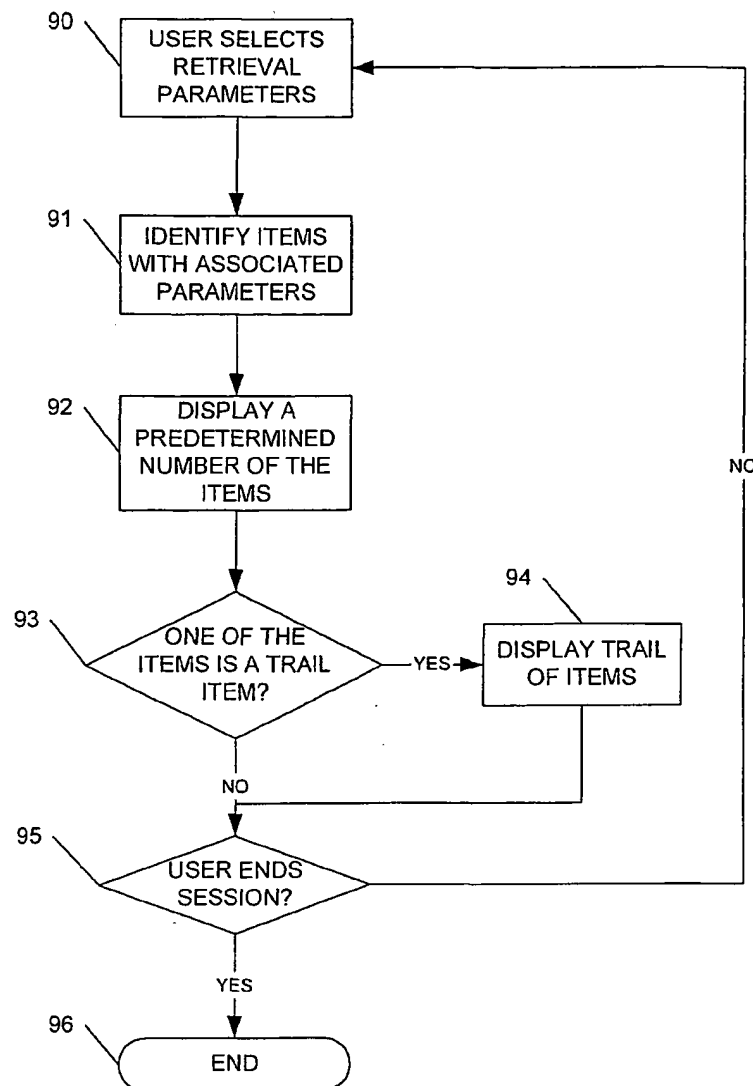 90
USER SELECTS
RETRIEVAL
PARAMETERS
91
IDENTIFY ITEMS
WITH ASSOCIATED
PARAMETERS
92
DISPLAY A
PREDETERMINED
NUMBER OF THE
ITEMS
NO
93
ONE OF THE
ITEMS IS A TRAIL
ITEM?
YES
94
DISPLAY TRAIL
OF ITEMS
NO
95
USER ENDS
SESSION?
YES
96
END